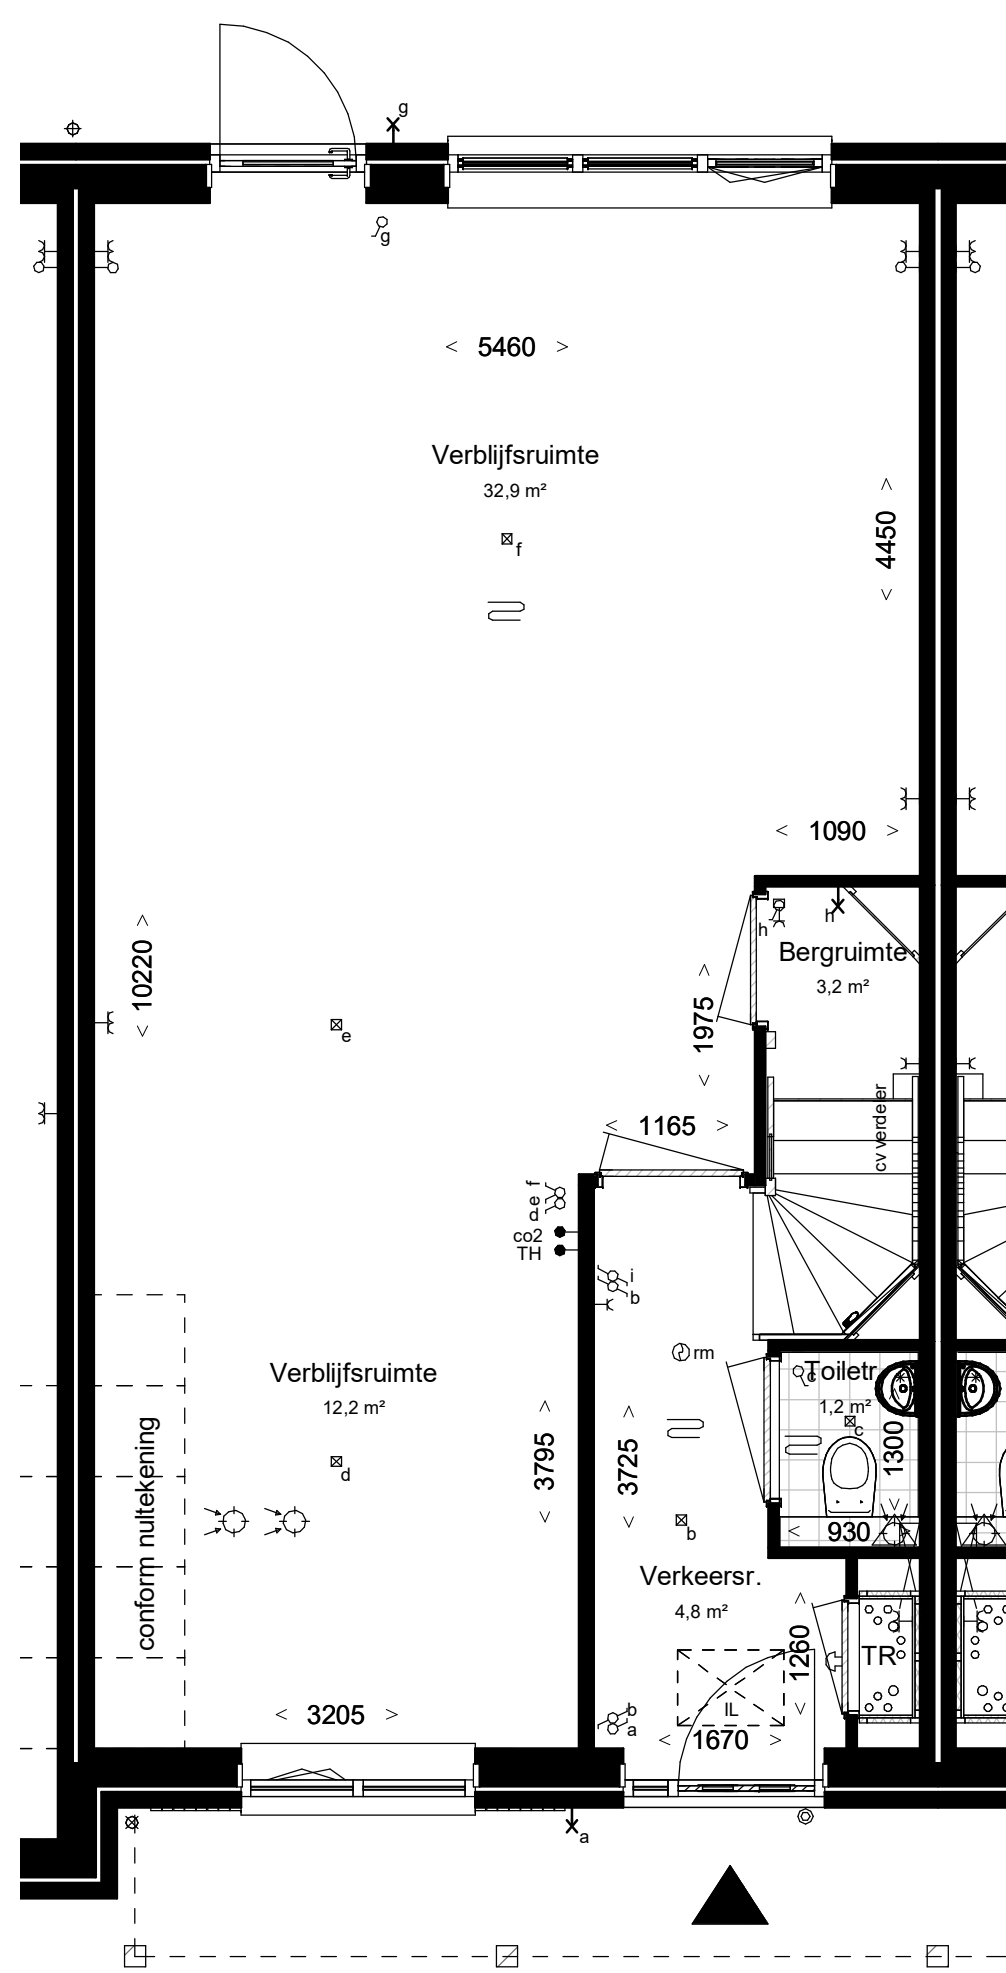 g
g
< 5460 >
Verblijfsruimte
32,9 m²
f
< 4450 >
< 1090 >
h
h
Bergruimte
3,2 m²
< 10220 >
< 1975 >
e
cv verdeler
< 1165 >
f
e
d
co2
TH
i
b
rm
Verblijfsruimte
12,2 m²
d
Toiletr.
c
1,2 m²
c
< 1300 >
< 930 >
< 3795 >
< 3725 >
conform nultekening
b
Verkeersr.
4,8 m²
< 1260 >
TR
IL
< 3205 >
b
a
< 1670 >
a